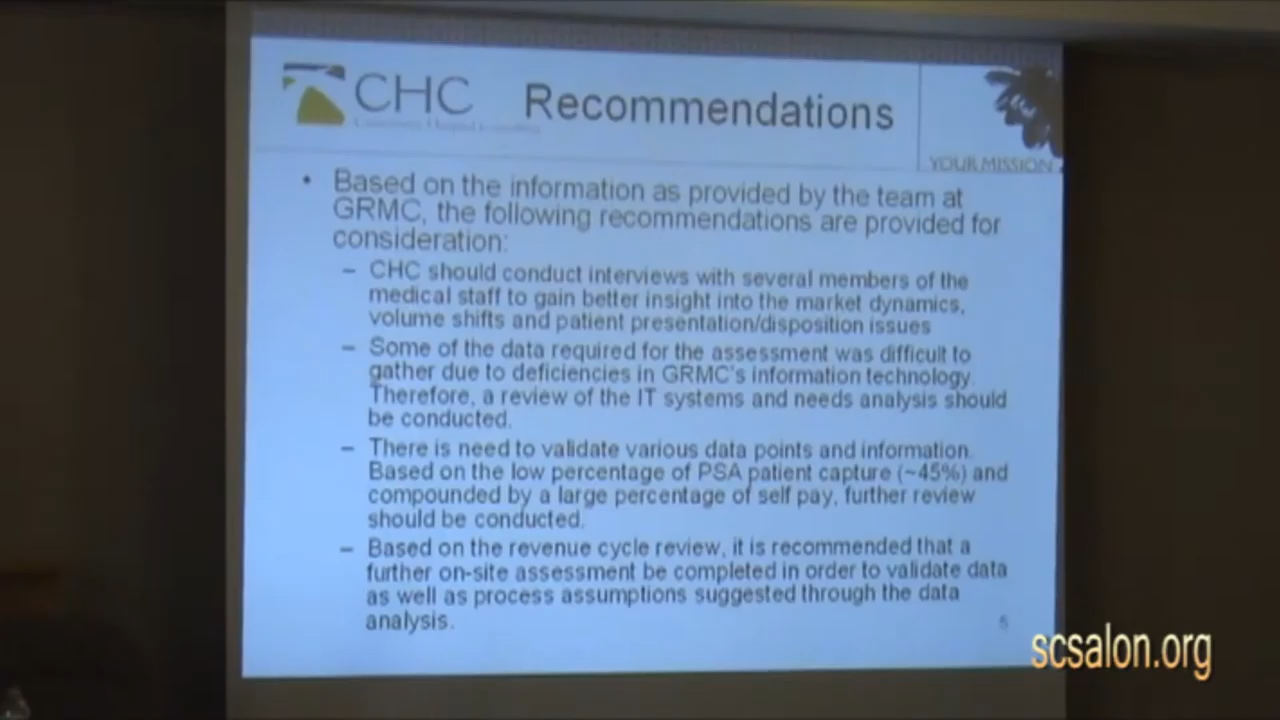 CHC
Recommendations
YOUR MISSION
• Based on the information as provided by the team at
GRMC, the following recommendations are provided for
consideration:
– CHC should conduct interviews with several members of the
medical staff to gain better insight into the market dynamics,
volume shifts and patient presentation/disposition issues
– Some of the data required for the assessment was difficult to
gather due to deficiencies in GRMC's information technology.
Therefore, a review of the IT systems and needs analysis should
be conducted.
– There is need to validate various data points and information.
Based on the low percentage of PSA patient capture (~45%) and
compounded by a large percentage of self pay, further review
should be conducted.
– Based on the revenue cycle review, it is recommended that a
further on-site assessment be completed in order to validate data
as well as process assumptions suggested through the data
analysis.
scsalon.org